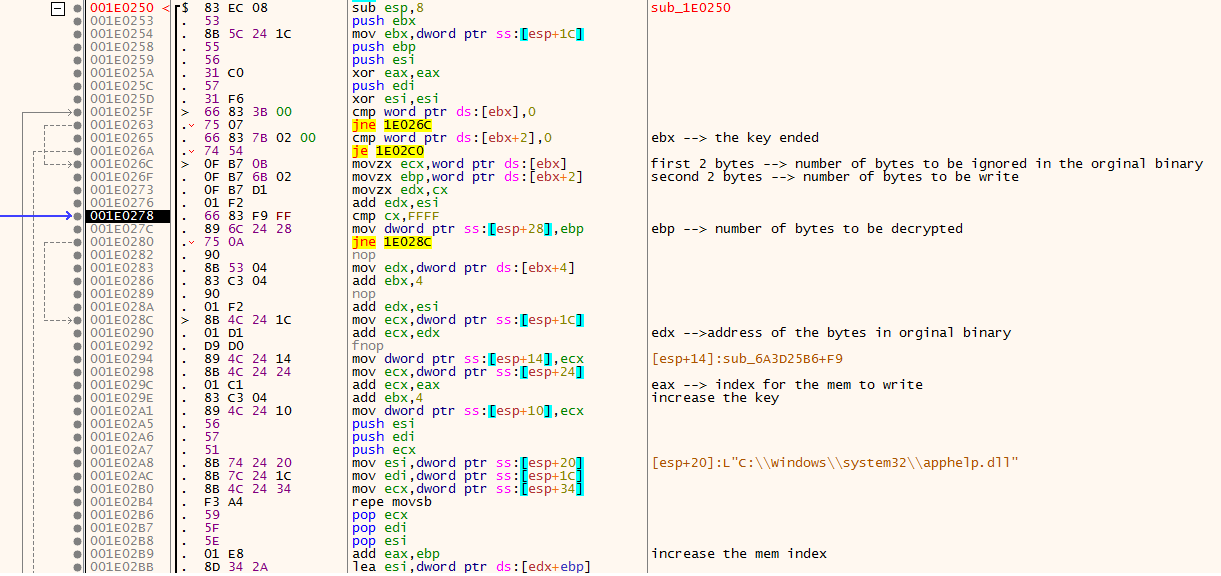 001E0250 < $ 83 EC 08 sub esp,8 sub_1E0250
001E0253 . 53 push ebx
001E0254 . 8B 5C 24 1C mov ebx,dword ptr ss:[esp+1C]
001E0258 . 55 push ebp
001E0259 . 56 push esi
001E025A . 31 C0 xor eax,eax
001E025C . 57 push edi
001E025D . 31 F6 xor esi,esi
001E025F > 66 83 3B 00 cmp word ptr ds:[ebx],0
001E0263 . 75 07 jne 1E026C
001E0265 . 66 83 7B 02 00 cmp word ptr ds:[ebx+2],0 ebx --> the key ended
001E026A . 74 54 je 1E02C0
001E026C > 0F B7 0B movzx ecx,word ptr ds:[ebx] first 2 bytes --> number of bytes to be ignored in the orginal binary
001E026F . 0F B7 6B 02 movzx ebp,word ptr ds:[ebx+2] second 2 bytes --> number of bytes to be write
001E0273 . 0F B7 D1 movzx edx,cx
001E0276 . 01 F2 add edx,esi
001E0278 . 66 83 F9 FF cmp cx,FFFF
001E027C . 89 6C 24 28 mov dword ptr ss:[esp+28],ebp ebp --> number of bytes to be decrypted
001E0280 . 75 0A jne 1E028C
001E0282 . 90 nop
001E0283 . 8B 53 04 mov edx,dword ptr ds:[ebx+4]
001E0286 . 83 C3 04 add ebx,4
001E0289 . 90 nop
001E028A . 01 F2 add edx,esi
001E028C > 8B 4C 24 1C mov ecx,dword ptr ss:[esp+1C]
001E0290 . 01 D1 add ecx,edx edx -->address of the bytes in orginal binary
001E0292 . D9 D0 fnop
001E0294 . 89 4C 24 14 mov dword ptr ss:[esp+14],ecx [esp+14]:sub_6A3D25B6+F9
001E0298 . 8B 4C 24 24 mov ecx,dword ptr ss:[esp+24]
001E029C . 01 C1 add ecx,eax eax --> index for the mem to write
001E029E . 83 C3 04 add ebx,4 increase the key
001E02A1 . 89 4C 24 10 mov dword ptr ss:[esp+10],ecx
001E02A5 . 56 push esi
001E02A6 . 57 push edi
001E02A7 . 51 push ecx
001E02A8 . 8B 74 24 20 mov esi,dword ptr ss:[esp+20] [esp+20]:L"C:\\Windows\\system32\\apphelp.dll"
001E02AC . 8B 7C 24 1C mov edi,dword ptr ss:[esp+1C]
001E02B0 . 8B 4C 24 34 mov ecx,dword ptr ss:[esp+34]
001E02B4 . F3 A4 repe movsb
001E02B6 . 59 pop ecx
001E02B7 . 5F pop edi
001E02B8 . 5E pop esi
001E02B9 . 01 E8 add eax,ebp increase the mem index
001E02BB . 8D 34 2A lea esi,dword ptr ds:[edx+ebp]